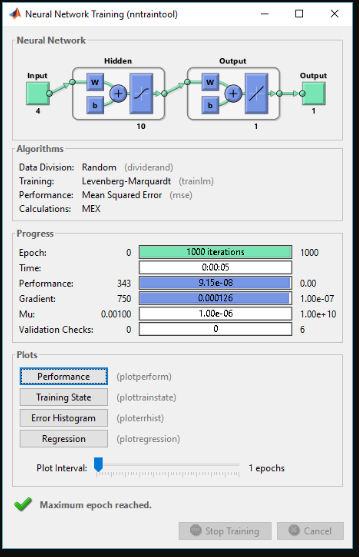 Neural Network Training (nntraintool)
Neural Network
Hidden
Output
Input
Output
W
W
b
b
4
10
1
1
Algorithms
Data Division: Random (dividerand)
Training: Levenberg-Marquardt (trainlm)
Performance: Mean Squared Error (mse)
Calculations: MEX
Progress
Epoch: 0 1000 iterations 1000
Time: 0:00:05
Performance: 343 9.15e-08 0.00
Gradient: 750 0.000126 1.00e-07
Mu: 0.00100 1.00e-06 1.00e+10
Validation Checks: 0 0 6
Plots
Performance (plotperform)
Training State (plottrainstate)
Error Histogram (ploterrhist)
Regression (plotregression)
Plot Interval: 1 epochs
Maximum epoch reached.
Stop Training Cancel